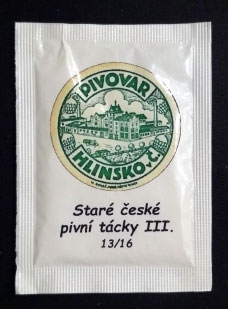 PIVOVAR
HLINSKO v Č.
Staré české
pivní tácky III.
13/16